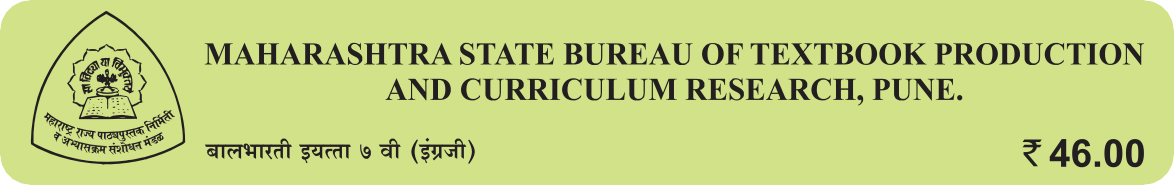 MAHARASHTRA STATE BUREAU OF TEXTBOOK PRODUCTION
AND CURRICULUM RESEARCH, PUNE.
या विद्या या विमुक्तये
महाराष्ट्र राज्य पाठ्यपुस्तक निर्मिती
व अभ्यासक्रम संशोधन मंडळ
बालभारती इयत्ता ७ वी (इंग्रजी)
₹ 46.00